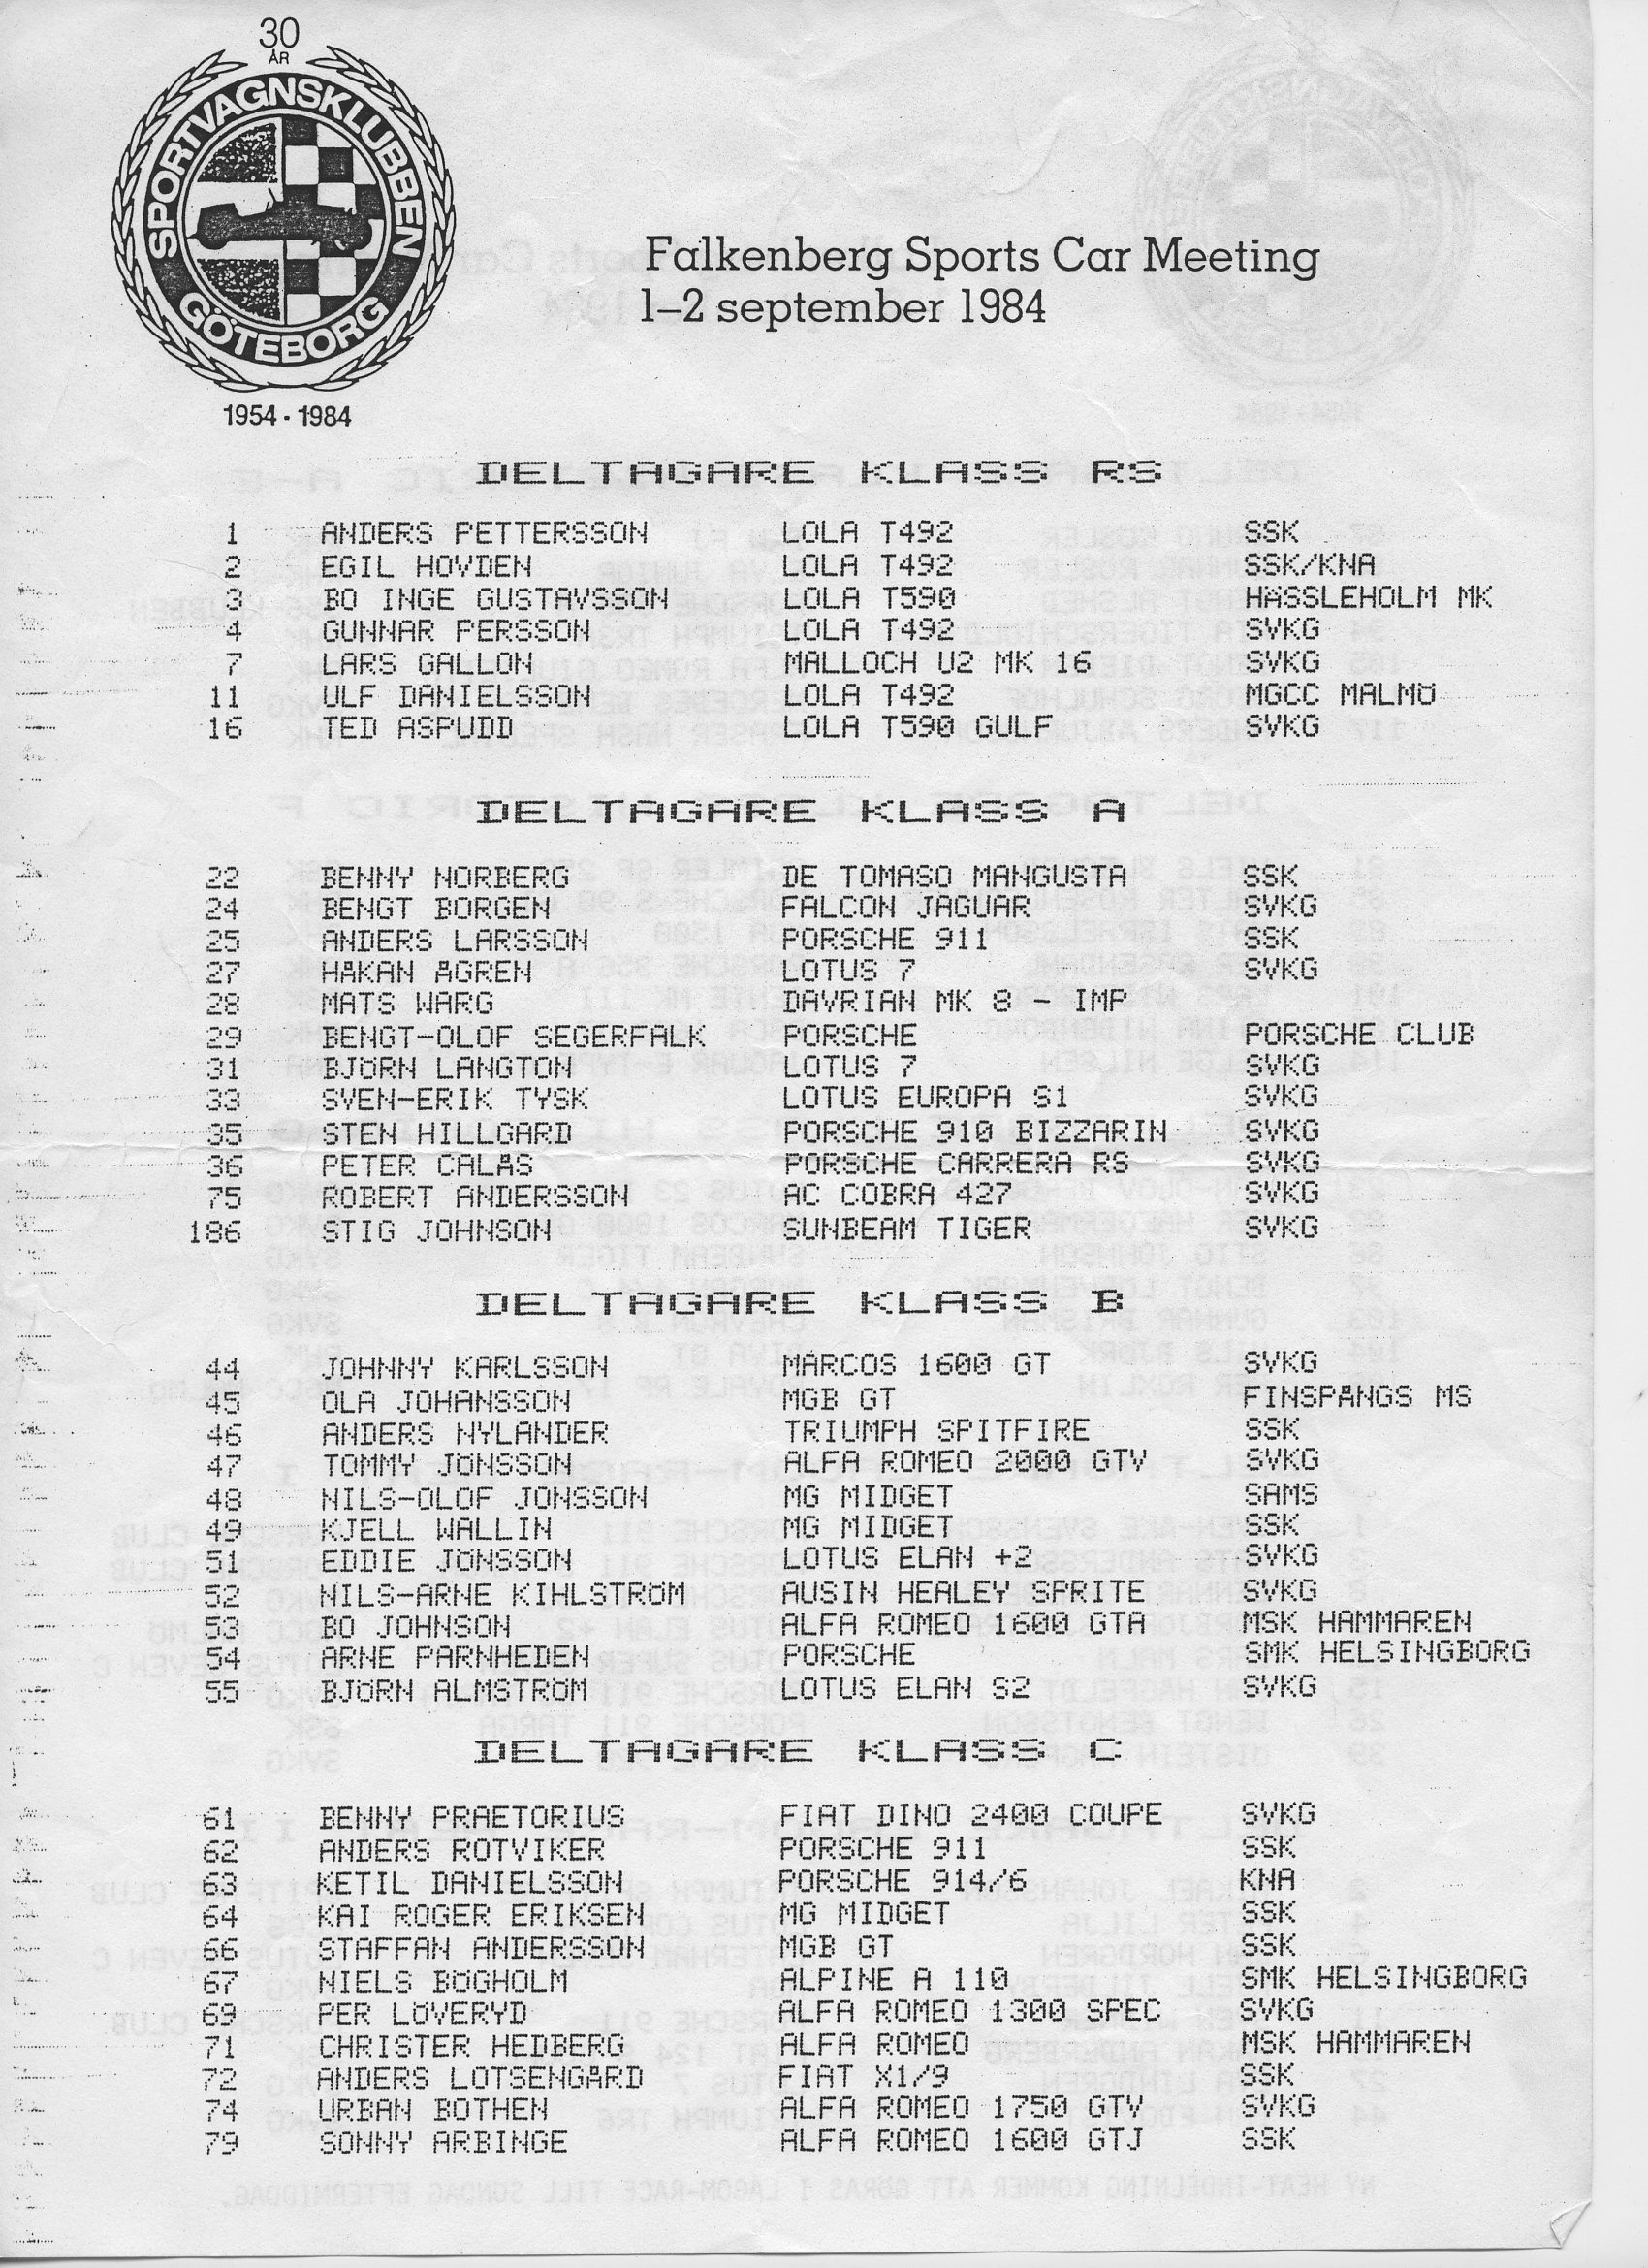 30
ÅR
SPORTVAGNSKLUBBEN
GÖTEBORG
1954 - 1984
Falkenberg Sports Car Meeting
1–2 september 1984
DELTAGARE KLASS RS
1 ANDERS PETTERSSON LOLA T492 SSK
2 EGIL HOVDEN LOLA T492 SSK/KNA
3 BO INGE GUSTAVSSON LOLA T590 HÄSSLEHOLM MK
4 GUNNAR PERSSON LOLA T492 SVKG
7 LARS GALLON MALLOCH U2 MK 16 SVKG
11 ULF DANIELSSON LOLA T492 MGCC MALMÖ
16 TED ASPUDD LOLA T590 GULF SVKG
DELTAGARE KLASS A
22 BENNY NORBERG DE TOMASO MANGUSTA SSK
24 BENGT BORGEN FALCON JAGUAR SVKG
25 ANDERS LARSSON PORSCHE 911 SSK
27 HÅKAN ÅGREN LOTUS 7 SVKG
28 MATS WARG DAVRIAN MK 8 - IMP
29 BENGT-OLOF SEGERFALK PORSCHE PORSCHE CLUB
31 BJÖRN LANGTON LOTUS 7 SVKG
33 SVEN-ERIK TYSK LOTUS EUROPA S1 SVKG
35 STEN HILLGARD PORSCHE 910 BIZZARIN SVKG
36 PETER CALÅS PORSCHE CARRERA RS SVKG
75 ROBERT ANDERSSON AC COBRA 427 SVKG
186 STIG JOHNSON SUNBEAM TIGER SVKG
DELTAGARE KLASS B
44 JOHNNY KARLSSON MARCOS 1600 GT SVKG
45 OLA JOHANSSON MGB GT FINSPÅNGS MS
46 ANDERS NYLANDER TRIUMPH SPITFIRE SSK
47 TOMMY JÖNSSON ALFA ROMEO 2000 GTV SVKG
48 NILS-OLOF JONSSON MG MIDGET SAMS
49 KJELL WALLIN MG MIDGET SSK
51 EDDIE JÖNSSON LOTUS ELAN +2 SVKG
52 NILS-ARNE KIHLSTRÖM AUSIN HEALEY SPRITE SVKG
53 BO JOHNSON ALFA ROMEO 1600 GTA MSK HAMMAREN
54 ARNE PARNHEDEN PORSCHE SMK HELSINGBORG
55 BJÖRN ALMSTRÖM LOTUS ELAN S2 SVKG
DELTAGARE KLASS C
61 BENNY PRAETORIUS FIAT DINO 2400 COUPE SVKG
62 ANDERS ROTVIKER PORSCHE 911 SSK
63 KETIL DANIELSSON PORSCHE 914/6 KNA
64 KAI ROGER ERIKSEN MG MIDGET SSK
66 STAFFAN ANDERSSON MGB GT SSK
67 NIELS BÖGHOLM ALPINE A 110 SMK HELSINGBORG
69 PER LÖVERYD ALFA ROMEO 1300 SPEC SVKG
71 CHRISTER HEDBERG ALFA ROMEO MSK HAMMAREN
72 ANDERS LOTSENGÅRD FIAT X1/9 SSK
74 URBAN BOTHEN ALFA ROMEO 1750 GTV SVKG
79 SONNY ARBINGE ALFA ROMEO 1600 GTJ SSK